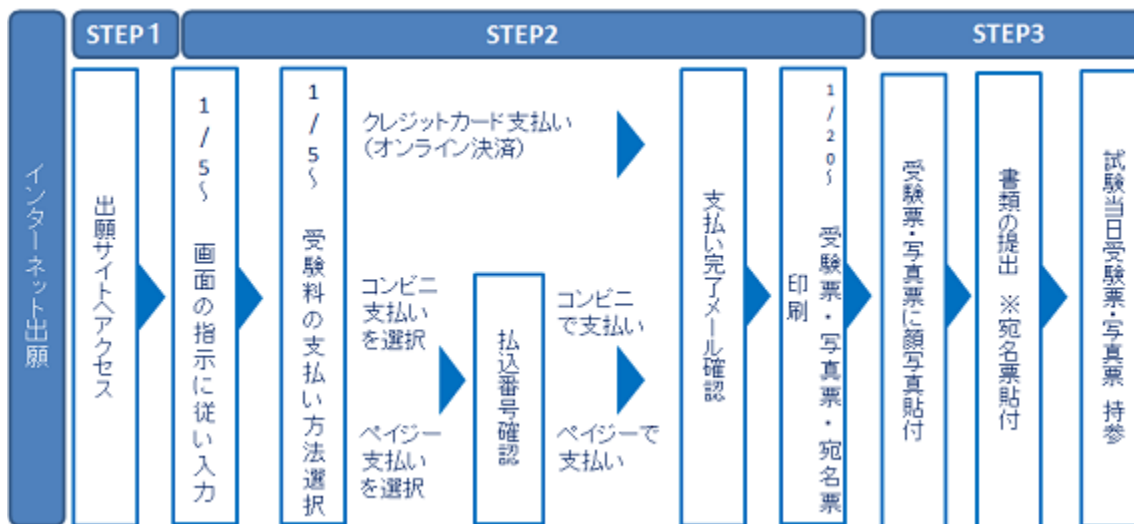 インターネット出願
STEP1
STEP2
STEP3
出願サイトへアクセス
1/5～ 画面の指示に従い入力
1/5～ 受験料の支払い方法選択
クレジットカード支払い
(オンライン決済)
コンビニ
支払い
を選択
ペイジー
支払い
を選択
払込番号確認
コンビニ
で支払い
ペイジーで
支払い
支払い完了メール確認
1/20～ 受験票・写真票・宛名票
印刷
受験票・写真票に顔写真貼付
書類の提出 ※宛名票貼付
試験当日受験票・写真票 持参